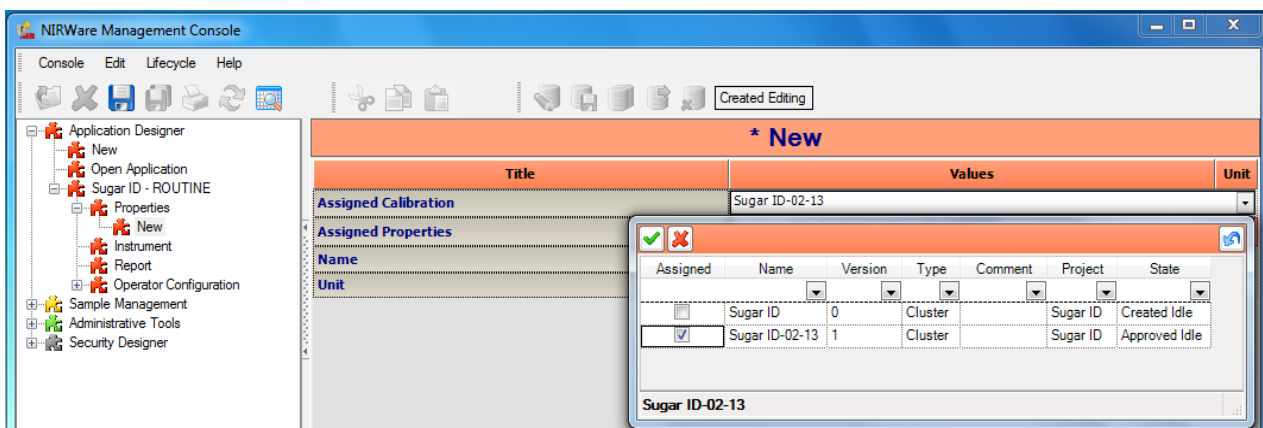 NIRWare Management Console
Console Edit Lifecycle Help
Created Editing
Application Designer
New
Open Application
Sugar ID - ROUTINE
Properties
New
Instrument
Report
Operator Configuration
Sample Management
Administrative Tools
Security Designer
* New
Title Values Unit
Assigned Calibration Sugar ID-02-13
Assigned Properties
Name
Unit
Assigned Name Version Type Comment Project State
Sugar ID 0 Cluster Sugar ID Created Idle
Sugar ID-02-13 1 Cluster Sugar ID Approved Idle
Sugar ID-02-13